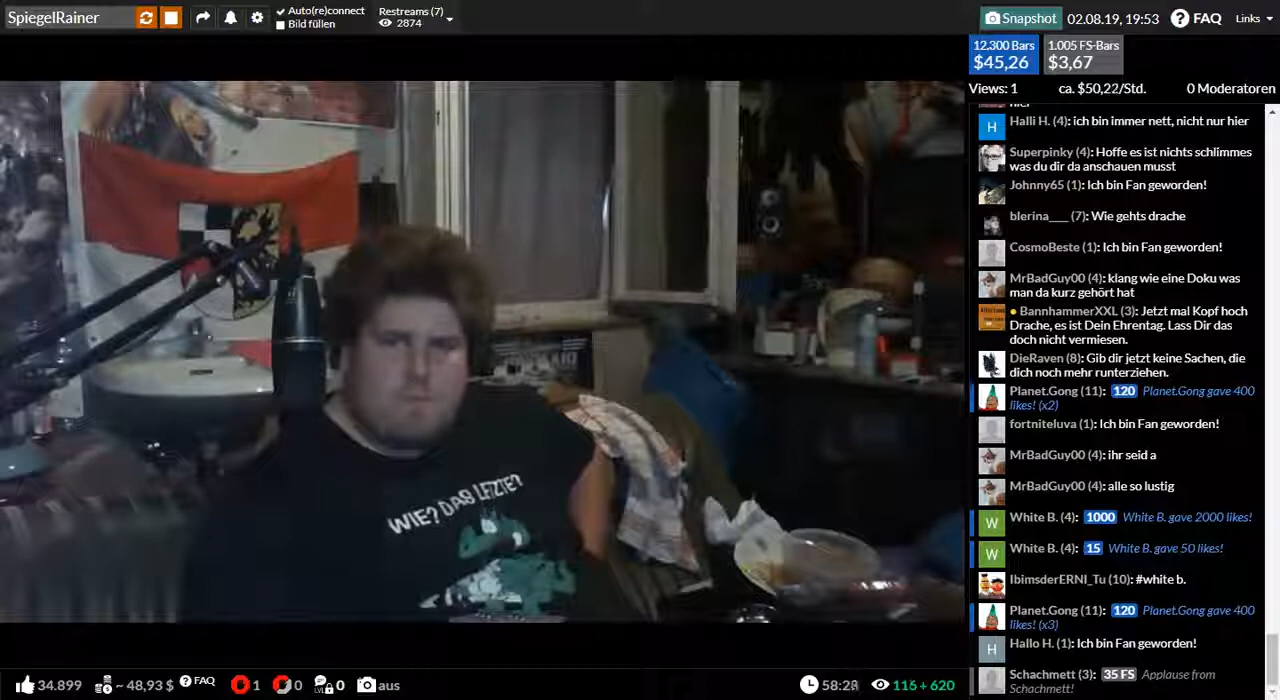 SpiegelRainer
Auto(re)connect
Bild füllen
Restreams (7)
2874
Snapshot
02.08.19, 19:53
FAQ
Links
12.300 Bars
$45,26
1.005 FS-Bars
$3,67
Views: 1
ca. $50,22/Std.
0 Moderatoren
hier
Halli H. (4): ich bin immer nett, nicht nur hier
Superpinky (4): Hoffe es ist nichts schlimmes
was du dir da anschauen musst
Johnny65 (1): Ich bin Fan geworden!
blerina___ (7): Wie gehts drache
CosmoBeste (1): Ich bin Fan geworden!
MrBadGuy00 (4): klang wie eine Doku was
man da kurz gehört hat
BannhammerXXL (3): Jetzt mal Kopf hoch
Drache, es ist Dein Ehrentag. Lass Dir das
doch nicht vermiesen.
DieRaven (8): Gib dir jetzt keine Sachen, die
dich noch mehr runterziehen.
Planet.Gong (11): 120 Planet.Gong gave 400
likes! (x2)
fortniteluva (1): Ich bin Fan geworden!
MrBadGuy00 (4): ihr seid a
MrBadGuy00 (4): alle so lustig
W White B. (4): 1000 White B. gave 2000 likes!
W White B. (4): 15 White B. gave 50 likes!
IbimsderERNI_Tu (10): #white b.
Planet.Gong (11): 120 Planet.Gong gave 400
likes! (x3)
H Hallo H. (1): Ich bin Fan geworden!
Schachmett (3): 35 FS Applause from
Schachmett!
WIE? DAS LETZTE?
34.899
~ 48,93 $
FAQ
1
0
LVL
0
aus
58:28
115 + 620